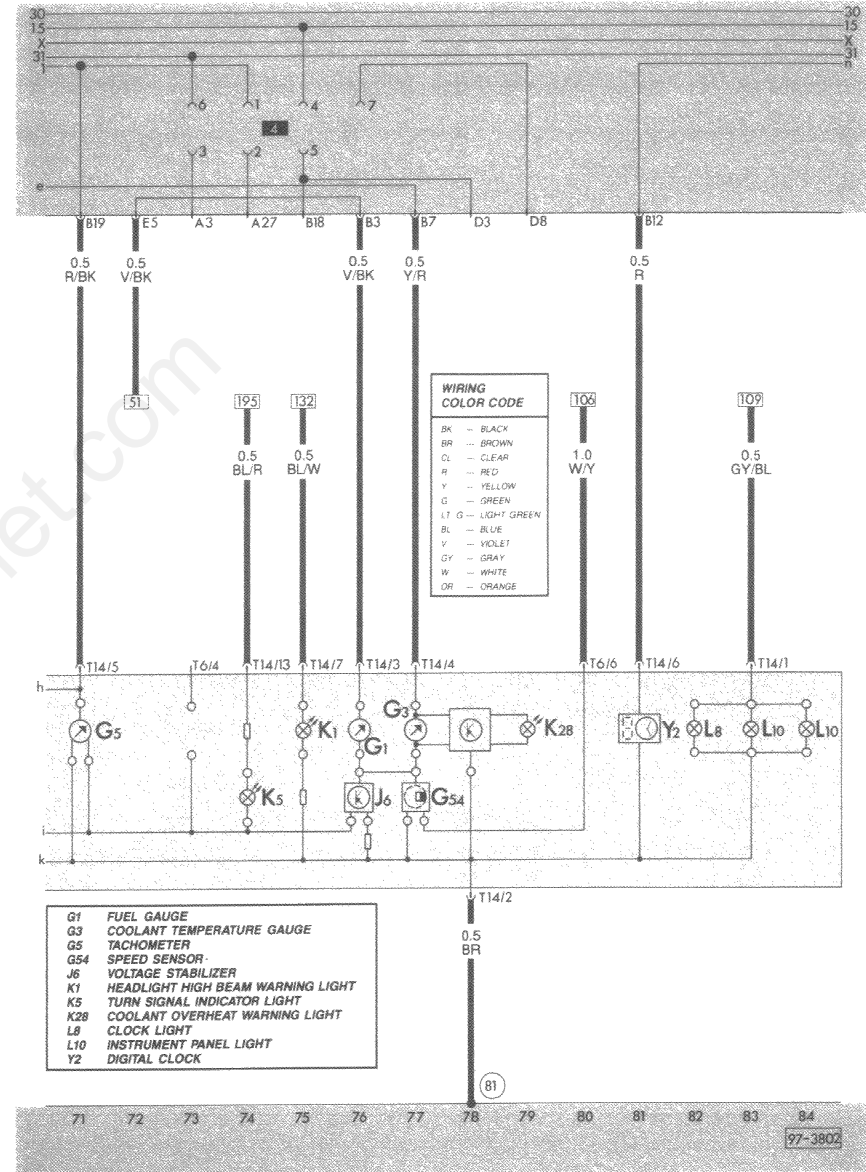 30 30
15 15
X X
31 31
n
6 1 4 7
4
3 2 5
e
B19 E5 A3 A27 B18 B3 B7 D3 D8 B12
0.5 0.5 0.5 0.5 0.5
R/BK V/BK V/BK Y/R R
51 195 132 106 109
0.5 0.5 1.0 0.5
BL/R BL/W W/Y GY/BL
WIRING
COLOR CODE
BK — BLACK
BR — BROWN
CL — CLEAR
R — RED
Y — YELLOW
G — GREEN
LT G — LIGHT GREEN
BL — BLUE
V — VIOLET
GY — GRAY
W — WHITE
OR — ORANGE
T14/5 T6/4 T14/13 T14/7 T14/3 T14/4 T6/6 T14/6 T14/1
h
G5 K1 G1 G3 K28 Y2 L8 L10 L10
K5 J6 G54
i
k
T14/2
0.5
BR
G1 FUEL GAUGE
G3 COOLANT TEMPERATURE GAUGE
G5 TACHOMETER
G54 SPEED SENSOR
J6 VOLTAGE STABILIZER
K1 HEADLIGHT HIGH BEAM WARNING LIGHT
K5 TURN SIGNAL INDICATOR LIGHT
K28 COOLANT OVERHEAT WARNING LIGHT
L8 CLOCK LIGHT
L10 INSTRUMENT PANEL LIGHT
Y2 DIGITAL CLOCK
81
71 72 73 74 75 76 77 78 79 80 81 82 83 84
97-3802
net.com